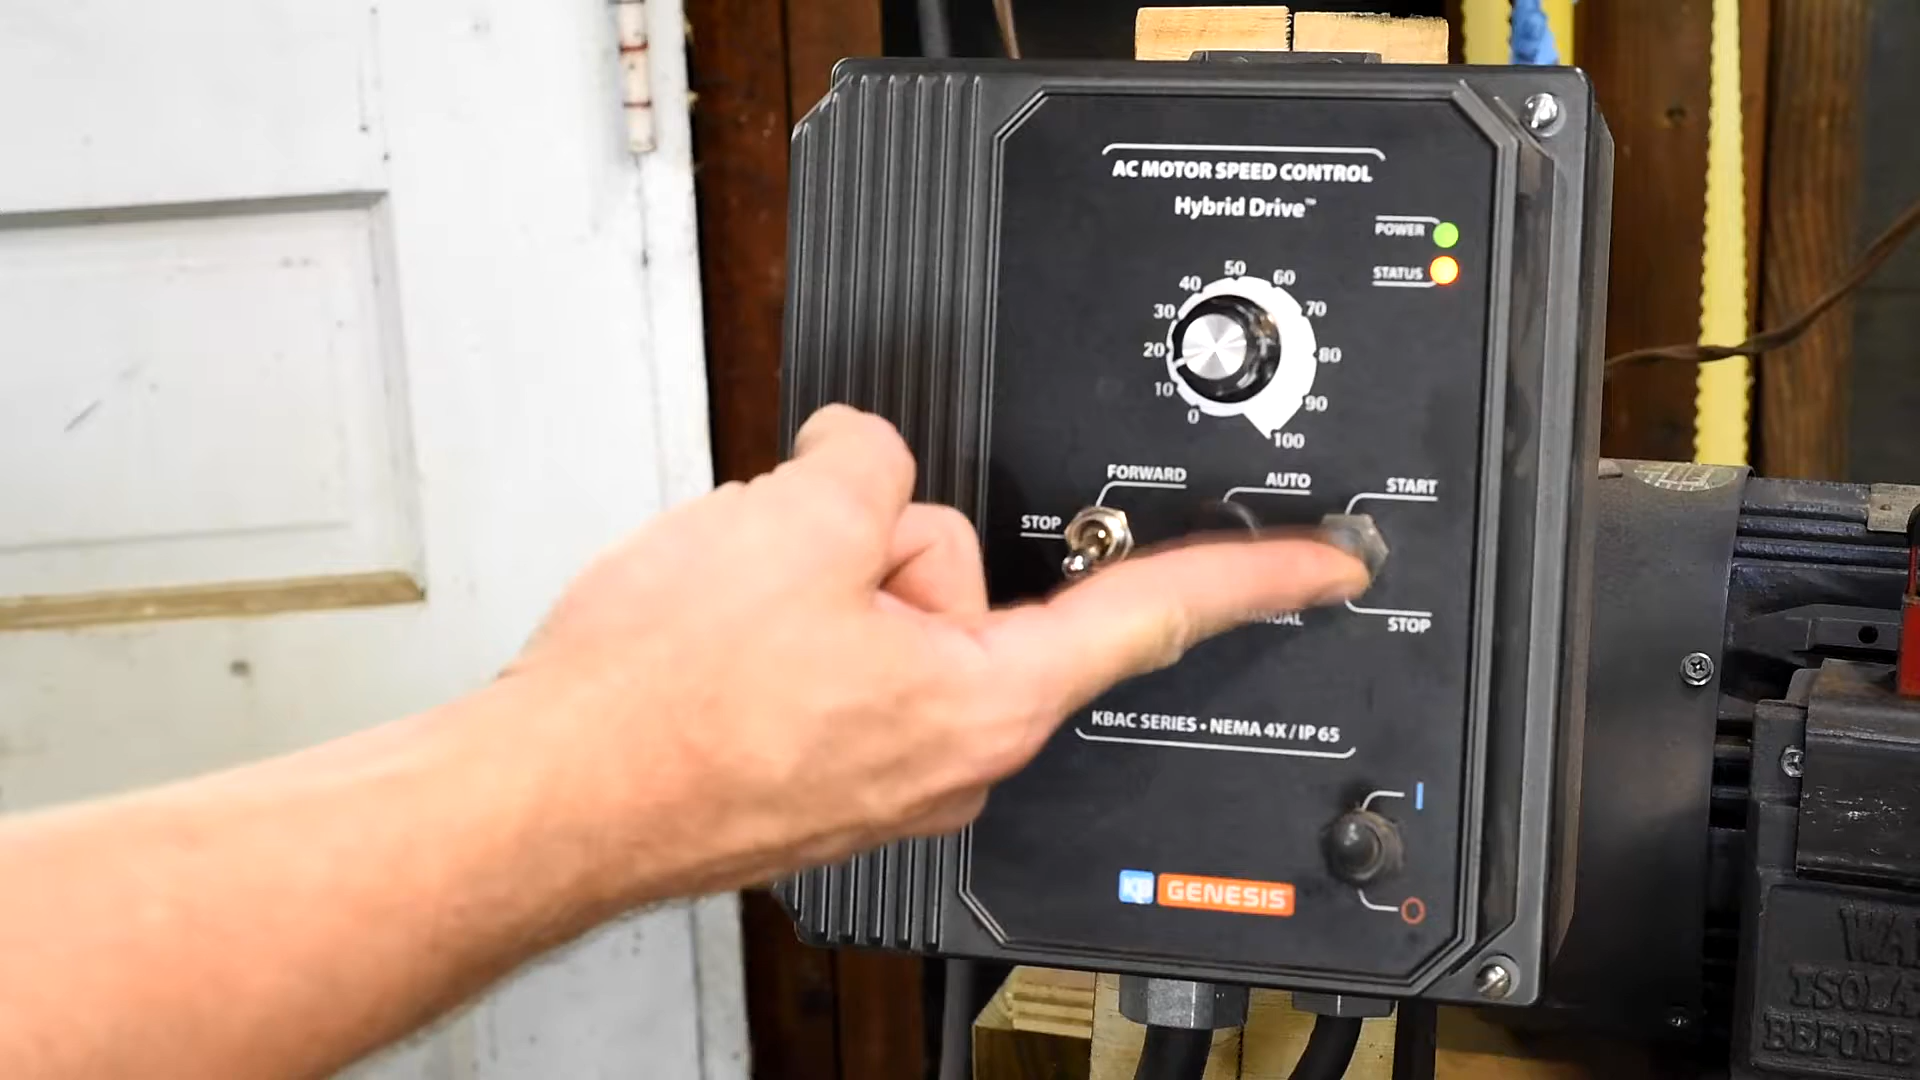 AC MOTOR SPEED CONTROL
Hybrid Drive™
POWER
STATUS
50
40
60
30
70
20
80
10
90
0
100
FORWARD
AUTO
START
STOP
STOP
KBAC SERIES • NEMA 4X / IP 65
I
KB GENESIS
O